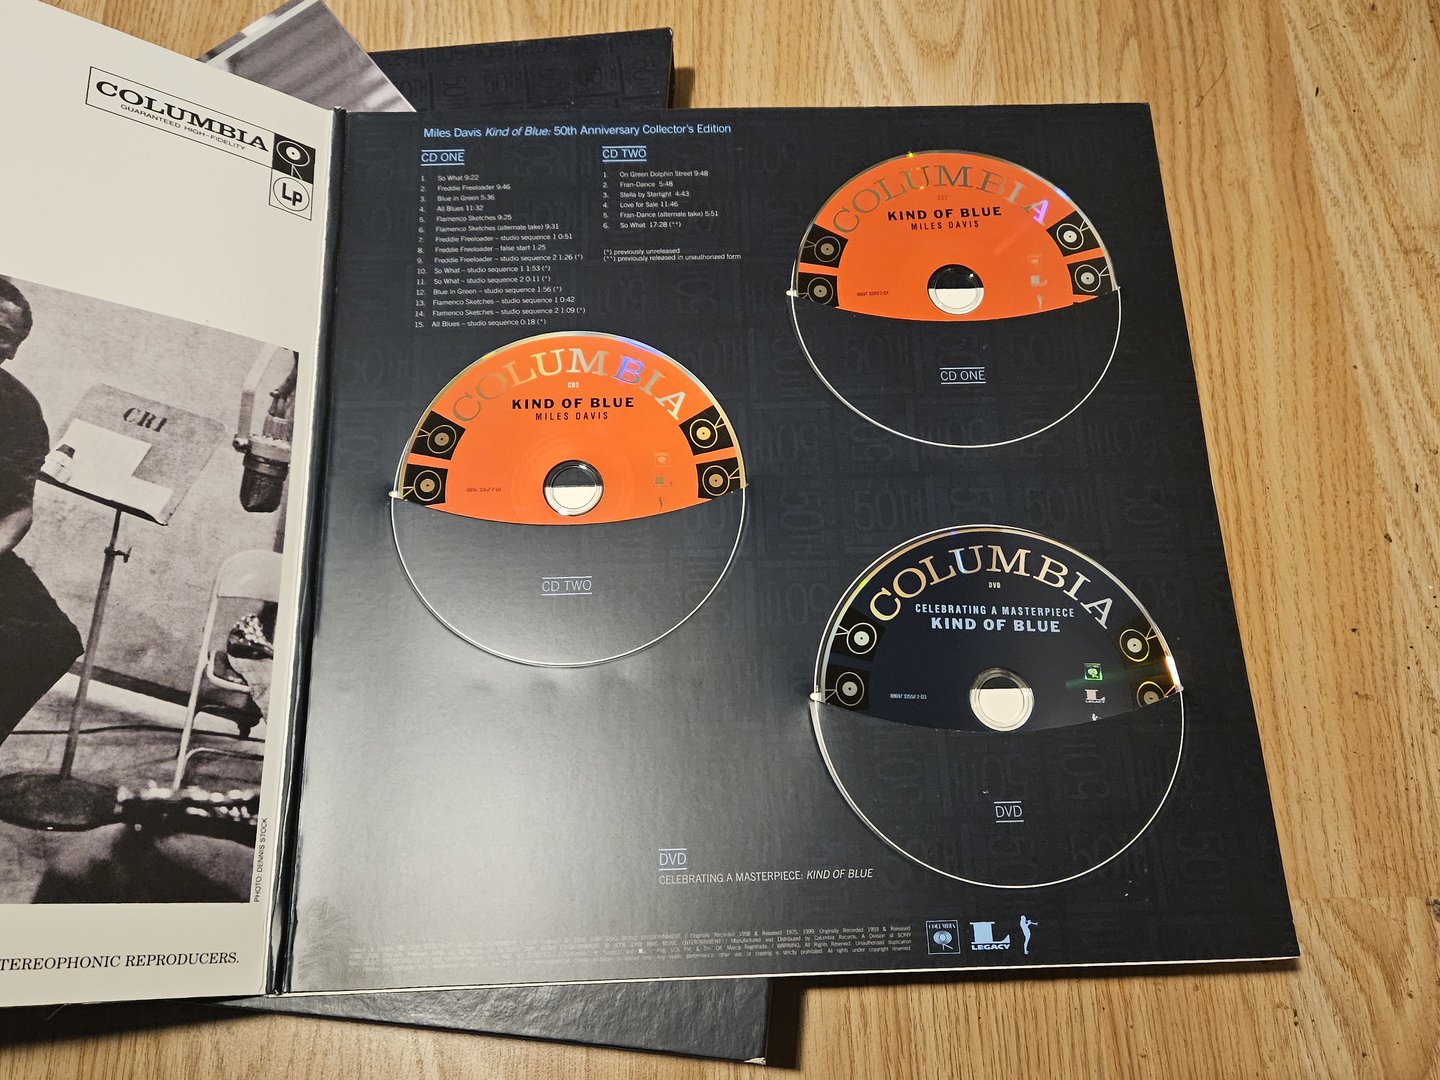 COLUMBIA
GUARANTEED HIGH-FIDELITY
Lp
CRI
PHOTO: DENNIS STOCK
TEREOPHONIC REPRODUCERS.
Miles Davis Kind of Blue: 50th Anniversary Collector's Edition
CD ONE
1. So What 9:22
2. Freddie Freeloader 9:46
3. Blue in Green 5:36
4. All Blues 11:32
5. Flamenco Sketches 9:25
6. Flamenco Sketches (alternate take) 9:31
7. Freddie Freeloader – studio sequence 1 0:51
8. Freddie Freeloader – false start 1:25
9. Freddie Freeloader – studio sequence 2 1:26 (*)
10. So What – studio sequence 1 1:53 (*)
11. So What – studio sequence 2 0:11 (*)
12. Blue in Green – studio sequence 1:56 (*)
13. Flamenco Sketches – studio sequence 1 0:42
14. Flamenco Sketches – studio sequence 2 1:09 (*)
15. All Blues – studio sequence 0:18 (*)
CD TWO
1. On Green Dolphin Street 9:48
2. Fran-Dance 5:48
3. Stella by Starlight 4:43
4. Love for Sale 11:46
5. Fran-Dance (alternate take) 5:51
6. So What 17:28 (**)
(*) previously unreleased
(**) previously released in unauthorized form
COLUMBIA
CD1
KIND OF BLUE
MILES DAVIS
CD ONE
COLUMBIA
CD2
KIND OF BLUE
MILES DAVIS
CD TWO
COLUMBIA
DVD
CELEBRATING A MASTERPIECE
KIND OF BLUE
88697 33552 2-D3
LEGACY
DVD
DVD
CELEBRATING A MASTERPIECE: KIND OF BLUE
COLUMBIA
LEGACY